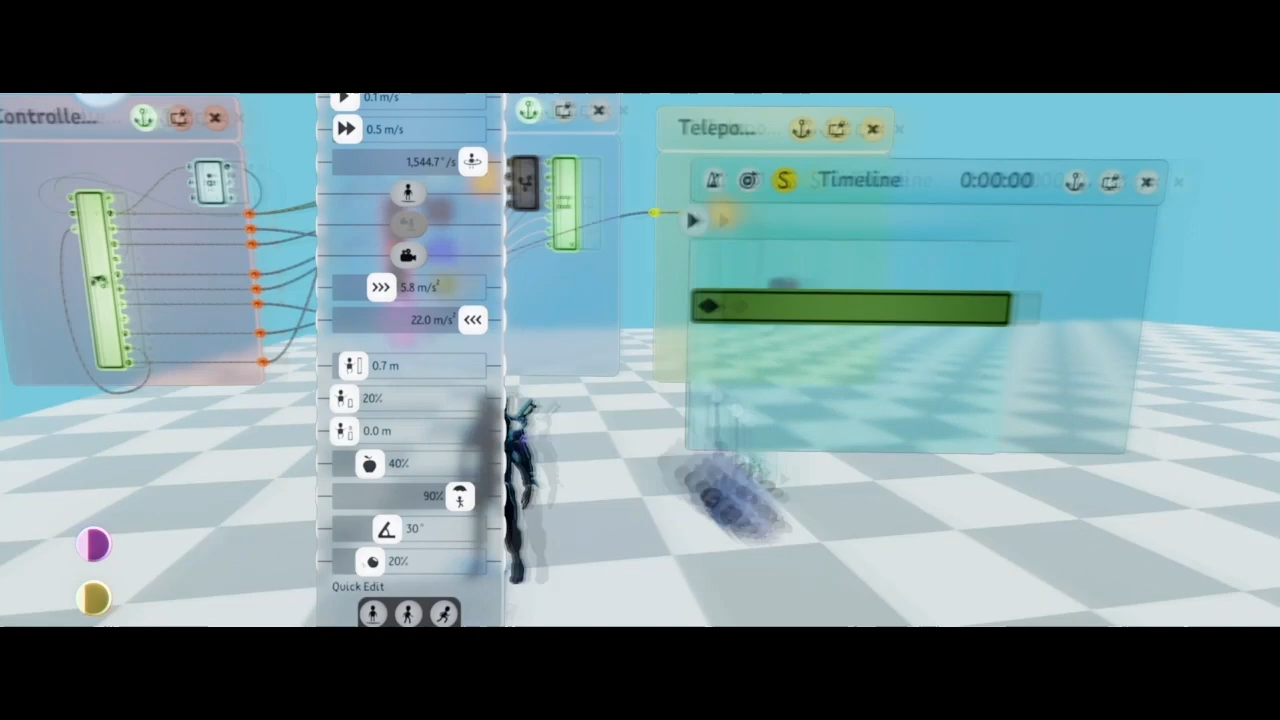 Controlle...
0.1 m/s
0.5 m/s
1,544.7°/s
5.8 m/s²
22.0 m/s²
0.7 m
20%
0.0 m
40%
90%
30°
20%
Quick Edit
Telepo...
S Timeline 0:00:00